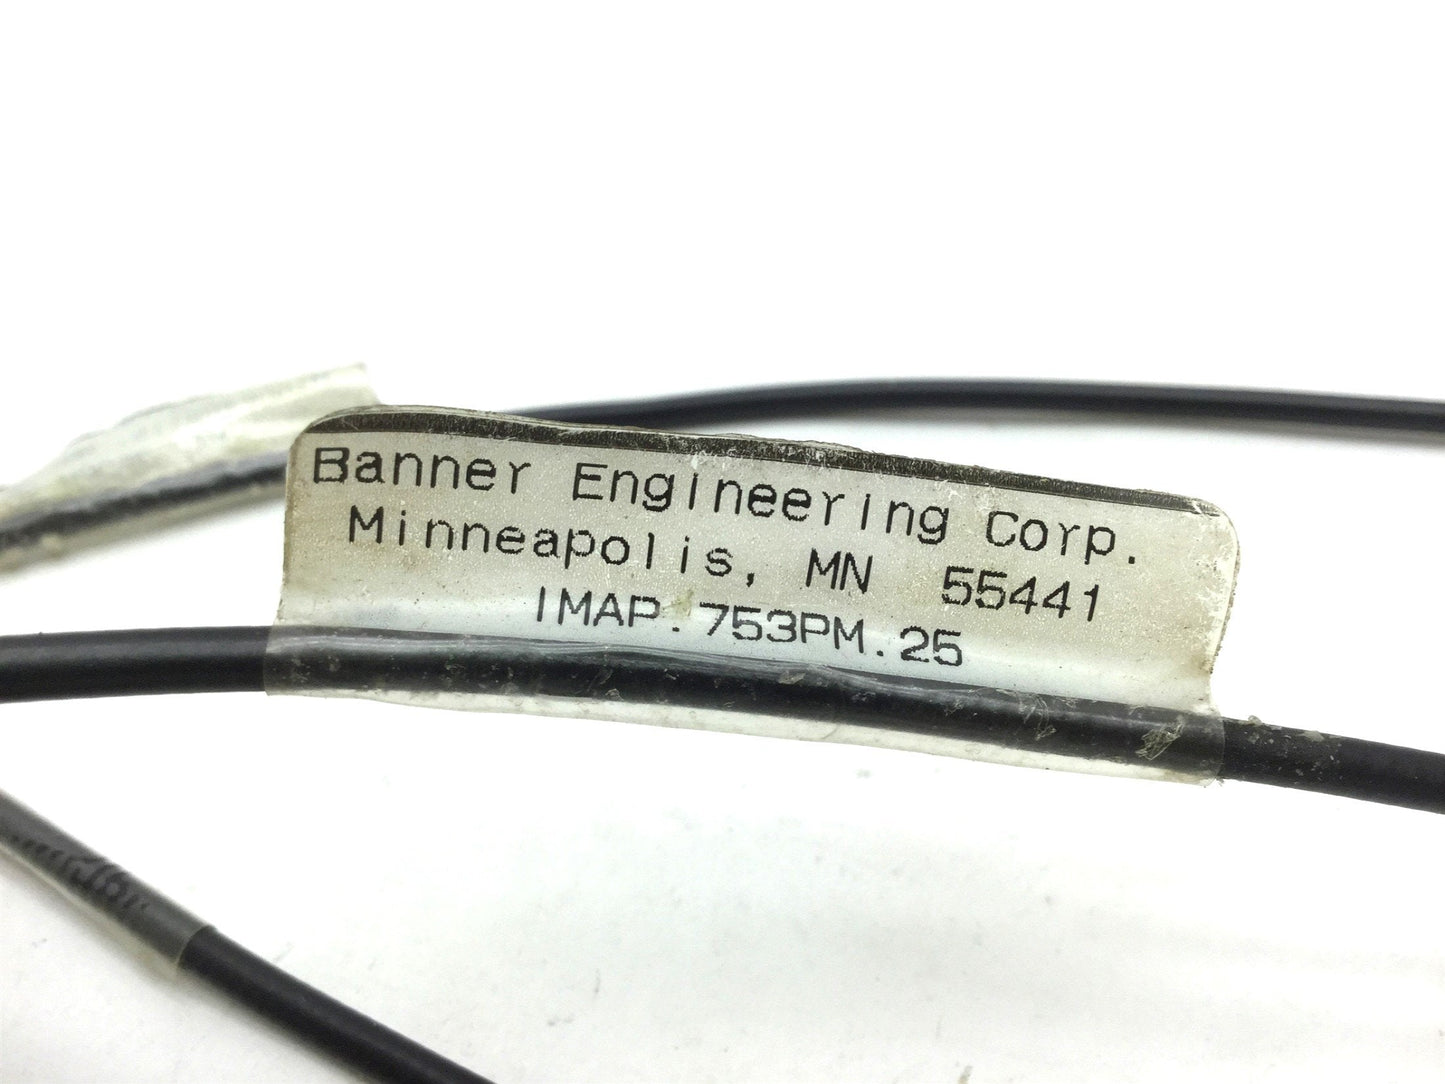 Banner Engineering Corp.
Minneapolis, MN 55441
IMAP.753PM.25